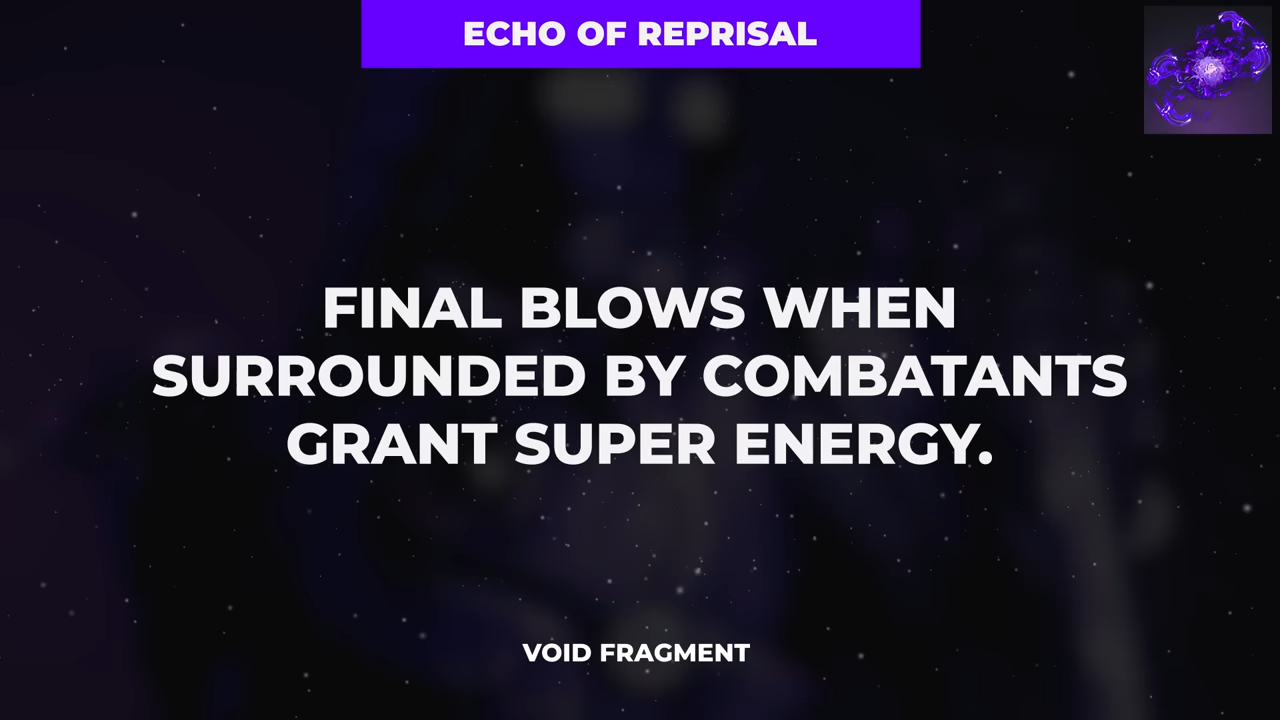 ECHO OF REPRISAL
FINAL BLOWS WHEN
SURROUNDED BY COMBATANTS
GRANT SUPER ENERGY.
VOID FRAGMENT